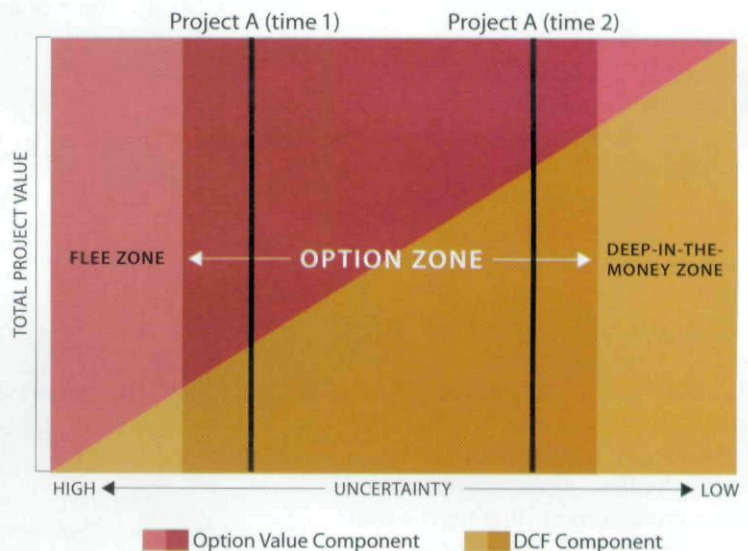 Project A (time 1)
Project A (time 2)
TOTAL PROJECT VALUE
FLEE ZONE
OPTION ZONE
DEEP-IN-THE-
MONEY ZONE
HIGH
UNCERTAINTY
LOW
Option Value Component
DCF Component